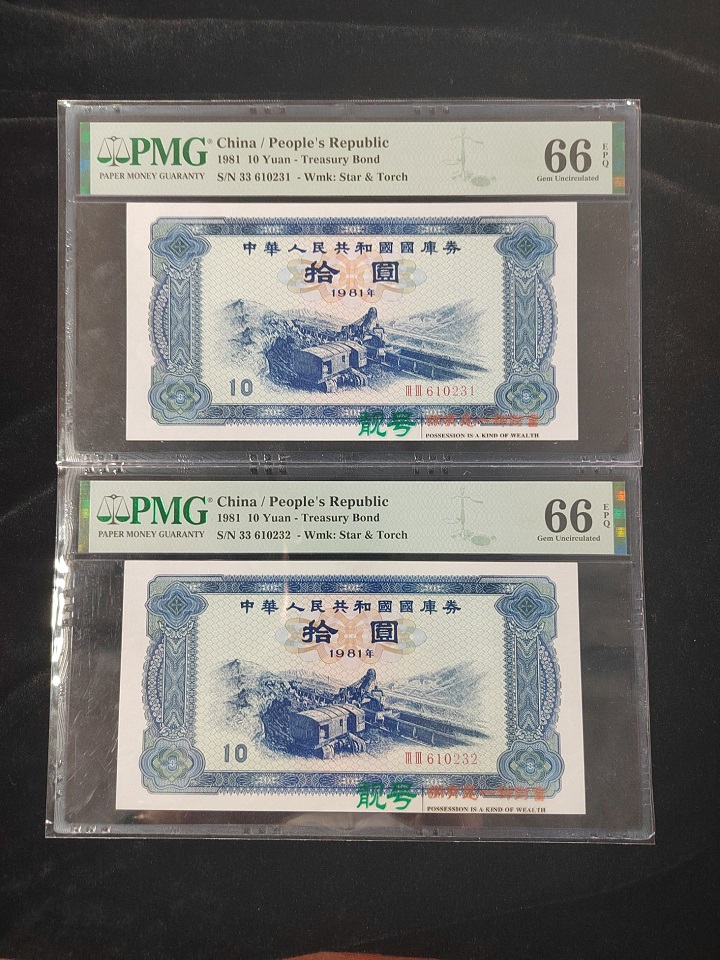 PMG
PAPER MONEY GUARANTY
China / People's Republic
1981 10 Yuan - Treasury Bond
S/N 33 610231 - Wmk: Star & Torch
66
EPQ
Gem Uncirculated
中華人民共和國國庫券
拾圓
1981年
10
ⅢⅢ 610231
靓号
POSSESSION IS A KIND OF WEALTH
PMG
PAPER MONEY GUARANTY
China / People's Republic
1981 10 Yuan - Treasury Bond
S/N 33 610232 - Wmk: Star & Torch
66
EPQ
Gem Uncirculated
中華人民共和國國庫券
拾圓
1981年
10
ⅢⅢ 610232
靓号
POSSESSION IS A KIND OF WEALTH